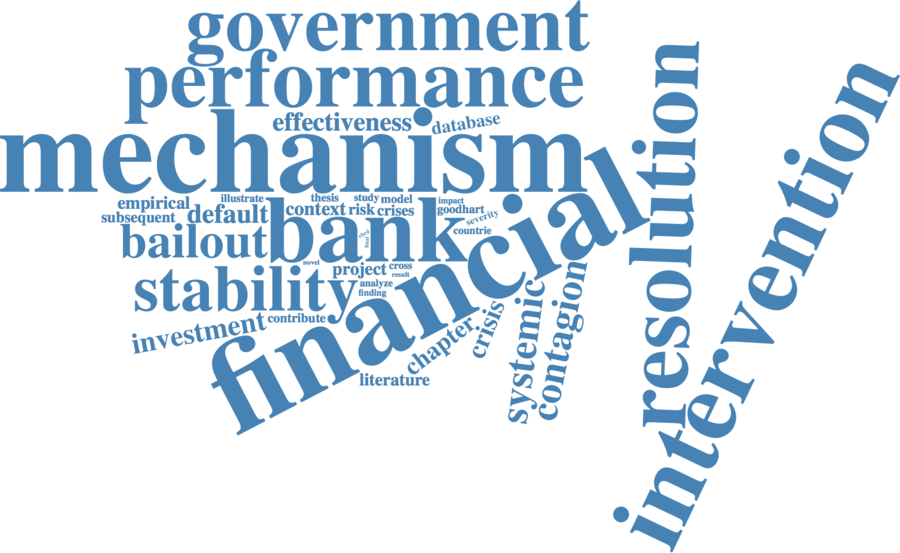 government
performance
effectiveness
database
mechanism
resolution
intervention
financial
empirical
illustrate
thesis
study
model
impact
subsequent
default
context
risk
crises
goodhart
severity
bailout
bank
countrie
novel
project
cross
result
stability
analyze
finding
investment
contribute
chapter
crisis
systemic
contagion
literature